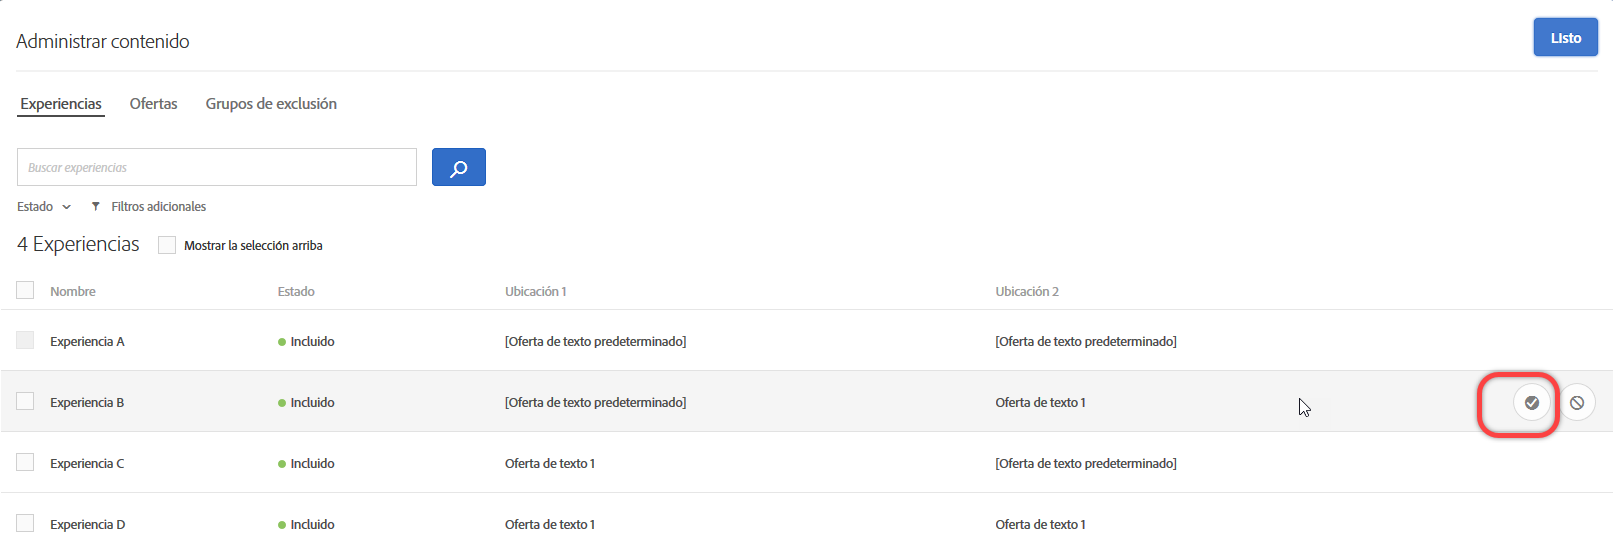 Administrar contenido
Listo
Experiencias Ofertas Grupos de exclusión
Buscar experiencias
Estado Filtros adicionales
4 Experiencias Mostrar la selección arriba
Nombre Estado Ubicación 1 Ubicación 2
Experiencia A Incluido [Oferta de texto predeterminado] [Oferta de texto predeterminado]
Experiencia B Incluido [Oferta de texto predeterminado] Oferta de texto 1
Experiencia C Incluido Oferta de texto 1 [Oferta de texto predeterminado]
Experiencia D Incluido Oferta de texto 1 Oferta de texto 1